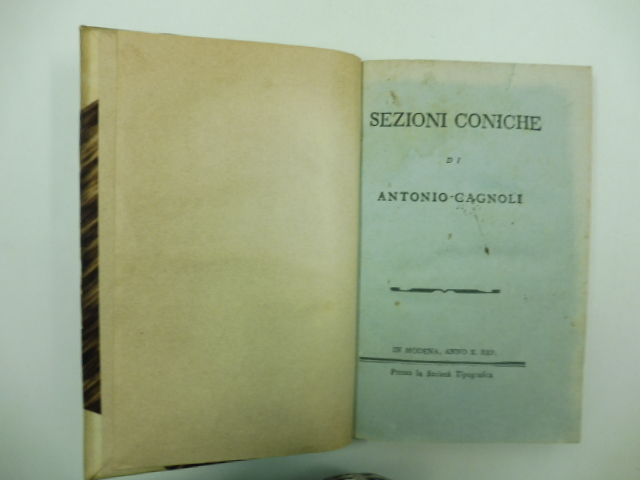 SEZIONI CONICHE
DI
ANTONIO CAGNOLI
IN MODENA, ANNO X. REP.
Presso la Società Tipografica